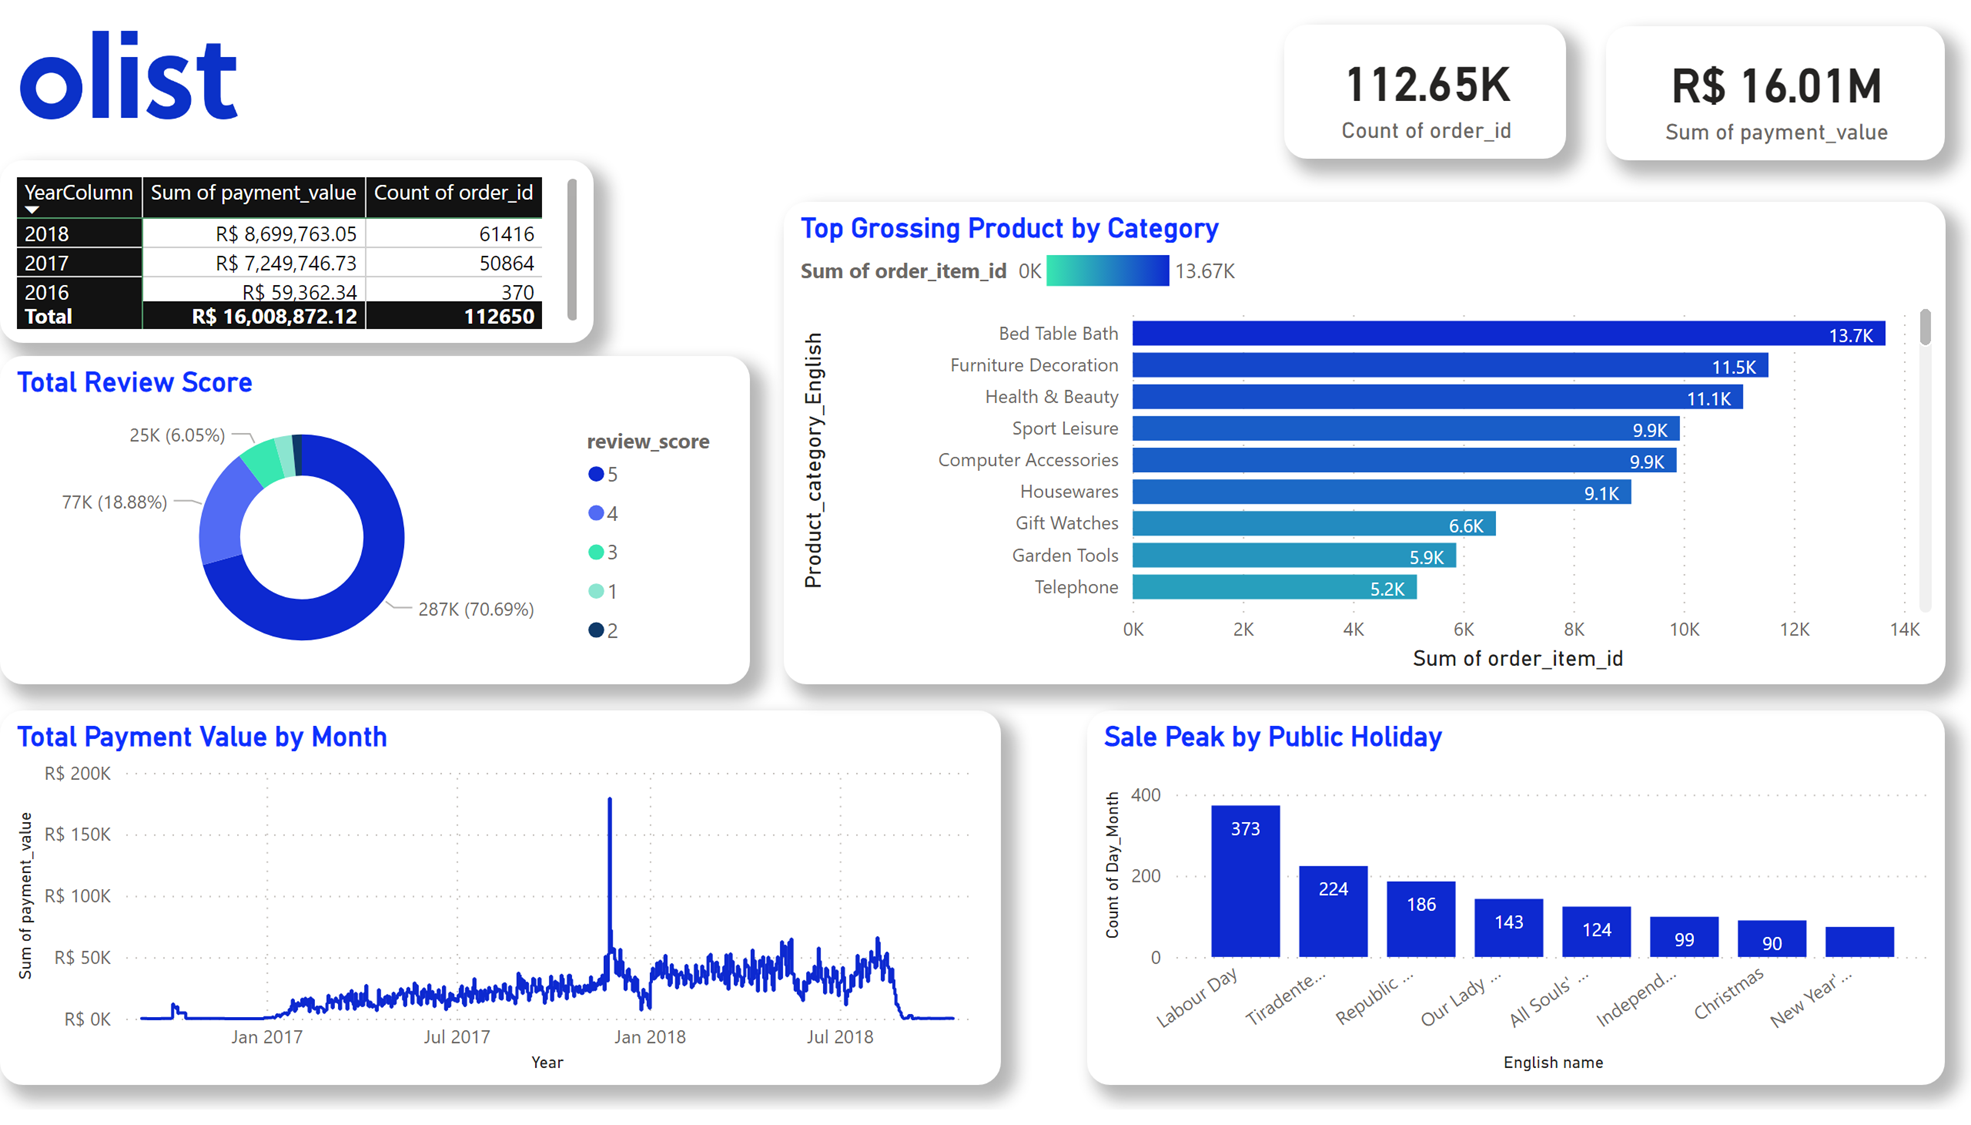 olist
112.65K
Count of order_id
R$ 16.01M
Sum of payment_value
YearColumn Sum of payment_value Count of order_id
2018 R$ 8,699,763.05 61416
2017 R$ 7,249,746.73 50864
2016 R$ 59,362.34 370
Total R$ 16,008,872.12 112650
Total Review Score
25K (6.05%)
77K (18.88%)
287K (70.69%)
review_score
5
4
3
1
2
Top Grossing Product by Category
Sum of order_item_id 0K 13.67K
Product_category_English
Bed Table Bath 13.7K
Furniture Decoration 11.5K
Health & Beauty 11.1K
Sport Leisure 9.9K
Computer Accessories 9.9K
Housewares 9.1K
Gift Watches 6.6K
Garden Tools 5.9K
Telephone 5.2K
0K 2K 4K 6K 8K 10K 12K 14K
Sum of order_item_id
Total Payment Value by Month
Sum of payment_value
R$ 200K
R$ 150K
R$ 100K
R$ 50K
R$ 0K
Jan 2017 Jul 2017 Jan 2018 Jul 2018
Year
Sale Peak by Public Holiday
Count of Day_Month
400
200
0
373 224 186 143 124 99 90
Labour Day Tiradente... Republic ... Our Lady ... All Souls' ... Independ... Christmas New Year'...
English name